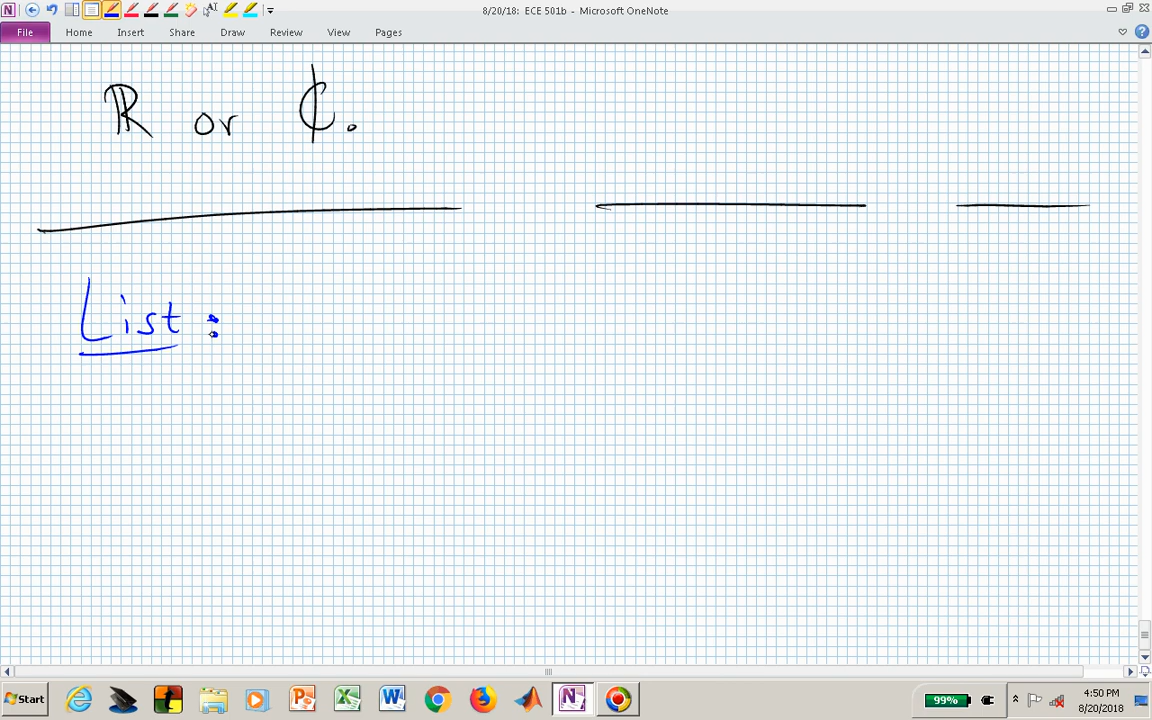 8/20/18: ECE 501b - Microsoft OneNote
File Home Insert Share Draw Review View Pages
ℝ or ℂ.
List :
Start
99%
4:50 PM
8/20/2018